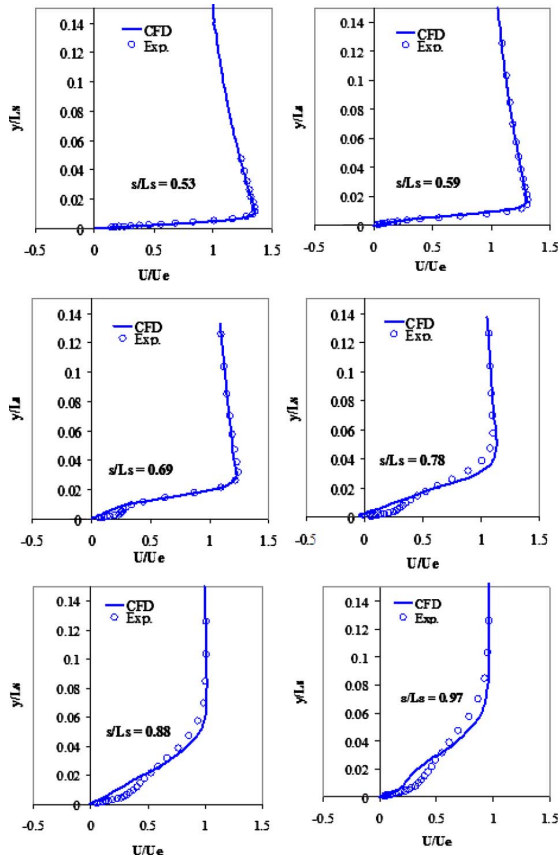 0.14
0.12
0.1
0.08
0.06
0.04
0.02
0
y/Ls
CFD
Exp.
s/Ls = 0.53
-0.5 0 0.5 1 1.5
U/Ue
0.14
0.12
0.1
0.08
0.06
0.04
0.02
0
y/Ls
CFD
Exp.
s/Ls = 0.59
-0.5 0 0.5 1 1.5
U/Ue
0.14
0.12
0.1
0.08
0.06
0.04
0.02
0
y/Ls
CFD
Exp.
s/Ls = 0.69
-0.5 0 0.5 1 1.5
U/Ue
0.14
0.12
0.1
0.08
0.06
0.04
0.02
0
y/Ls
CFD
Exp.
s/Ls = 0.78
-0.5 0 0.5 1 1.5
U/Ue
0.14
0.12
0.1
0.08
0.06
0.04
0.02
0
y/Ls
CFD
Exp.
s/Ls = 0.88
-0.5 0 0.5 1 1.5
U/Ue
0.14
0.12
0.1
0.08
0.06
0.04
0.02
0
y/Ls
CFD
Exp.
s/Ls = 0.97
-0.5 0 0.5 1 1.5
U/Ue